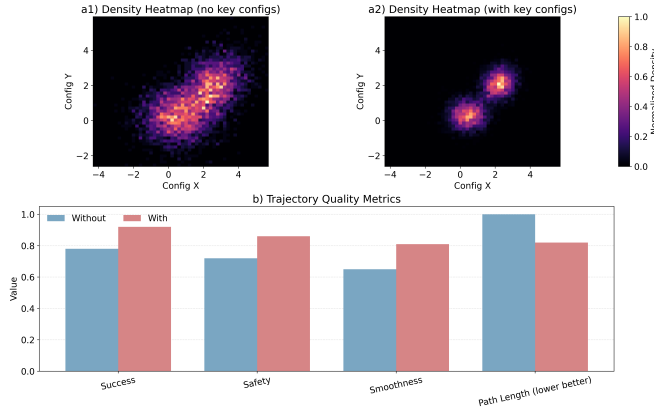 a1) Density Heatmap (no key configs)
a2) Density Heatmap (with key configs)
Config Y
4
2
0
−2
−4 −2 0 2 4
Config X
Config Y
4
2
0
−2
−4 −2 0 2 4
Config X
1.0
0.8
0.6
0.4
0.2
0.0
Normalized Density
b) Trajectory Quality Metrics
Without With
Value
1.0
0.8
0.6
0.4
0.2
0.0
Success Safety Smoothness Path Length (lower better)